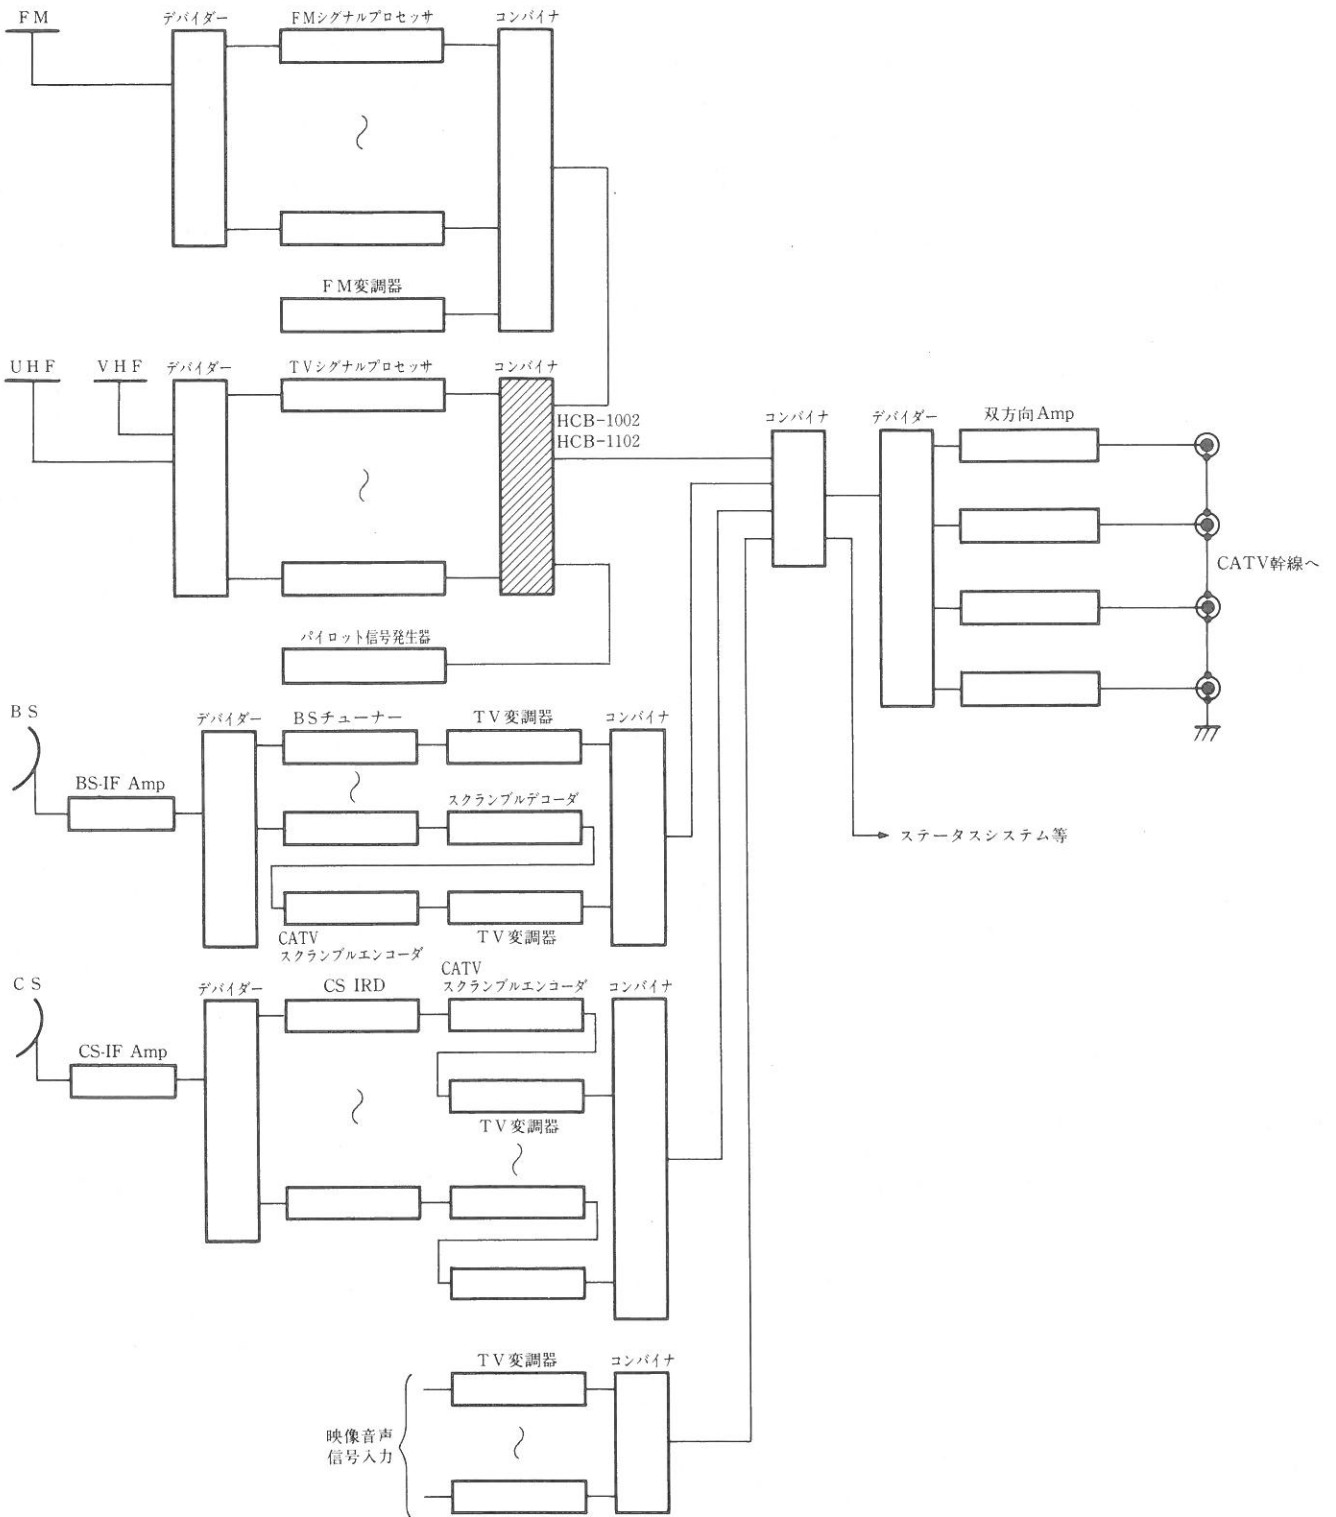 FM
デバイダー
FMシグナルプロセッサ
コンバイナ
FM変調器
UHF
VHF
デバイダー
TVシグナルプロセッサ
コンバイナ
HCB-1002
HCB-1102
コンバイナ
デバイダー
双方向Amp
CATV幹線へ
パイロット信号発生器
BS
デバイダー
BSチューナー
TV変調器
コンバイナ
BS-IF Amp
スクランブルデコーダ
ステータスシステム等
CATV
スクランブルエンコーダ
TV変調器
CS
デバイダー
CS IRD
CATV
スクランブルエンコーダ
コンバイナ
CS-IF Amp
TV変調器
TV変調器
コンバイナ
映像音声
信号入力